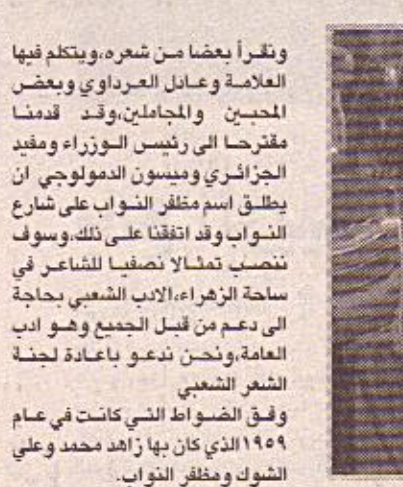 ونقرأ بعضا من شعره،ويتكلم فيها
العلامة وعادل العرداوي وبعض
المحبين والمجاملين،وقد قدمنا
مقترحا الى رئيس الوزراء ومفيد
الجزائري وميسون الدملوجي ان
يطلق اسم مظفر النواب على شارع
النواب وقد اتفقنا على ذلك،وسوف
ننصب تمثالا نصفيا للشاعر في
ساحة الزهراء،الادب الشعبي بحاجة
الى دعم من قبل الجميع وهو ادب
العامة،ونحن ندعو باعادة لجنة
الشعر الشعبي
وفق الضواط التي كانت في عام
١٩٥٩الذي كان بها زاهد محمد وعلي
الشوك ومظفر النواب.